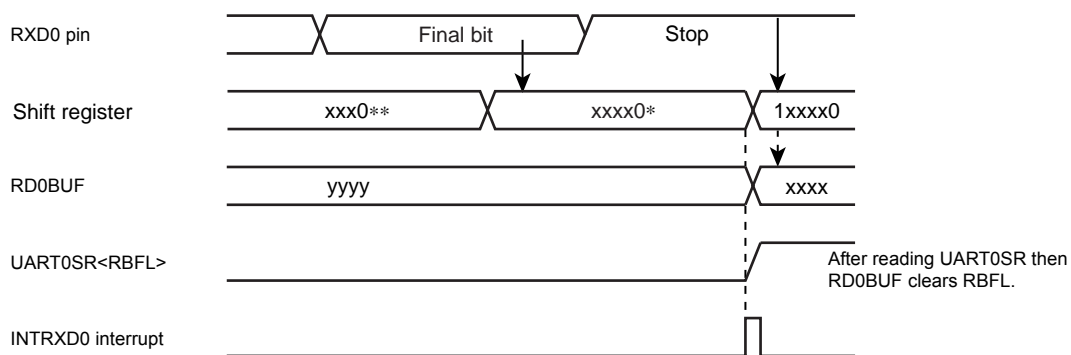 RXD0 pin
Final bit
Stop
Shift register
xxx0**
xxxx0*
1xxxx0
RD0BUF
yyyy
xxxx
UART0SR<RBFL>
After reading UART0SR then
RD0BUF clears RBFL.
INTRXD0 interrupt